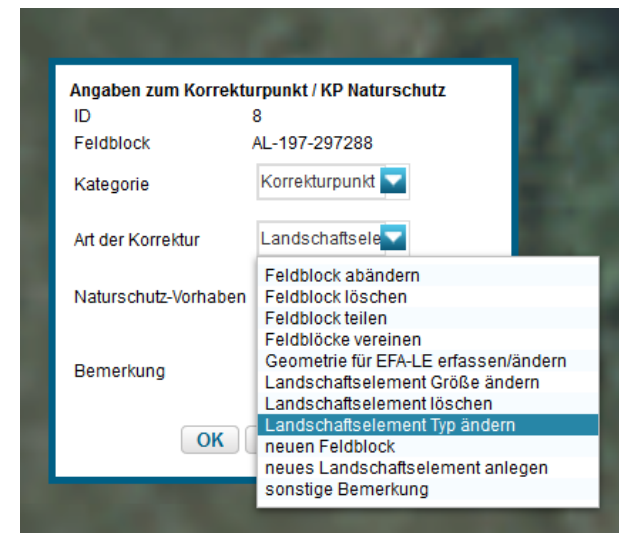 Angaben zum Korrekturpunkt / KP Naturschutz
ID 8
Feldblock AL-197-297288
Kategorie Korrekturpunkt
Art der Korrektur Landschaftsele
Naturschutz-Vorhaben
Bemerkung
Feldblock abändern
Feldblock löschen
Feldblock teilen
Feldblöcke vereinen
Geometrie für EFA-LE erfassen/ändern
Landschaftselement Größe ändern
Landschaftselement löschen
Landschaftselement Typ ändern
neuen Feldblock
neues Landschaftselement anlegen
sonstige Bemerkung
OK